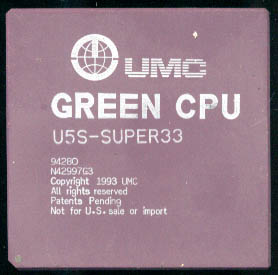 UMC
GREEN CPU
U5S-SUPER33
9428O
N42997G3
Copyright 1993 UMC
All rights reserved
Patents Pending
Not for U.S. sale or import